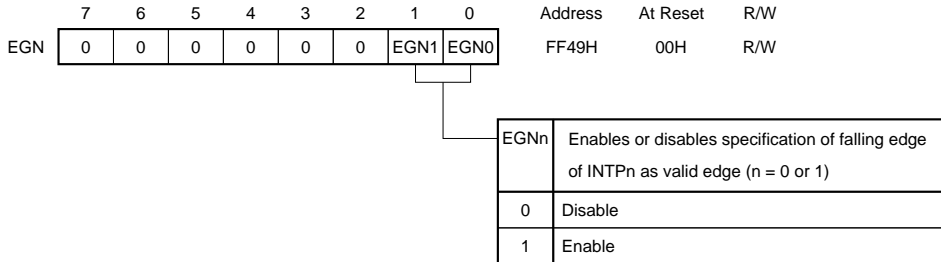 7 6 5 4 3 2 1 0 Address At Reset R/W
EGN 0 0 0 0 0 0 EGN1 EGN0 FF49H 00H R/W
EGNn Enables or disables specification of falling edge
of INTPn as valid edge (n = 0 or 1)
0 Disable
1 Enable